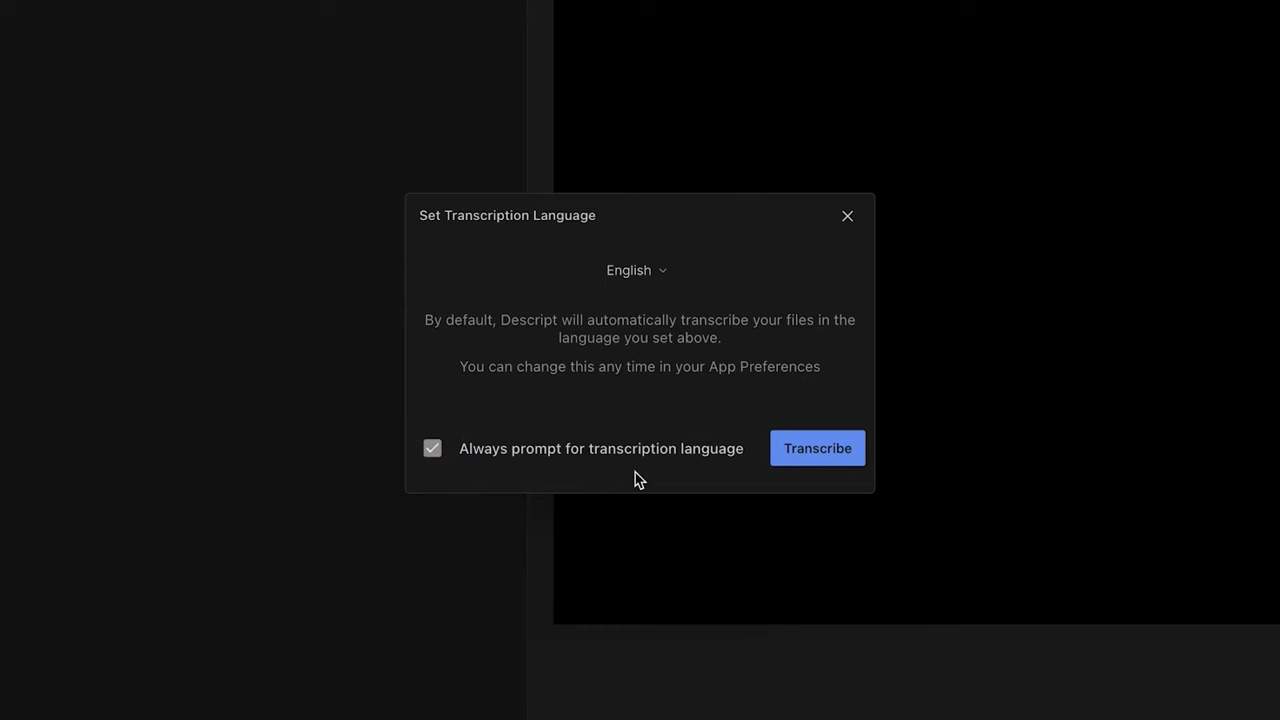 Set Transcription Language
English
By default, Descript will automatically transcribe your files in the
language you set above.
You can change this any time in your App Preferences
Always prompt for transcription language
Transcribe